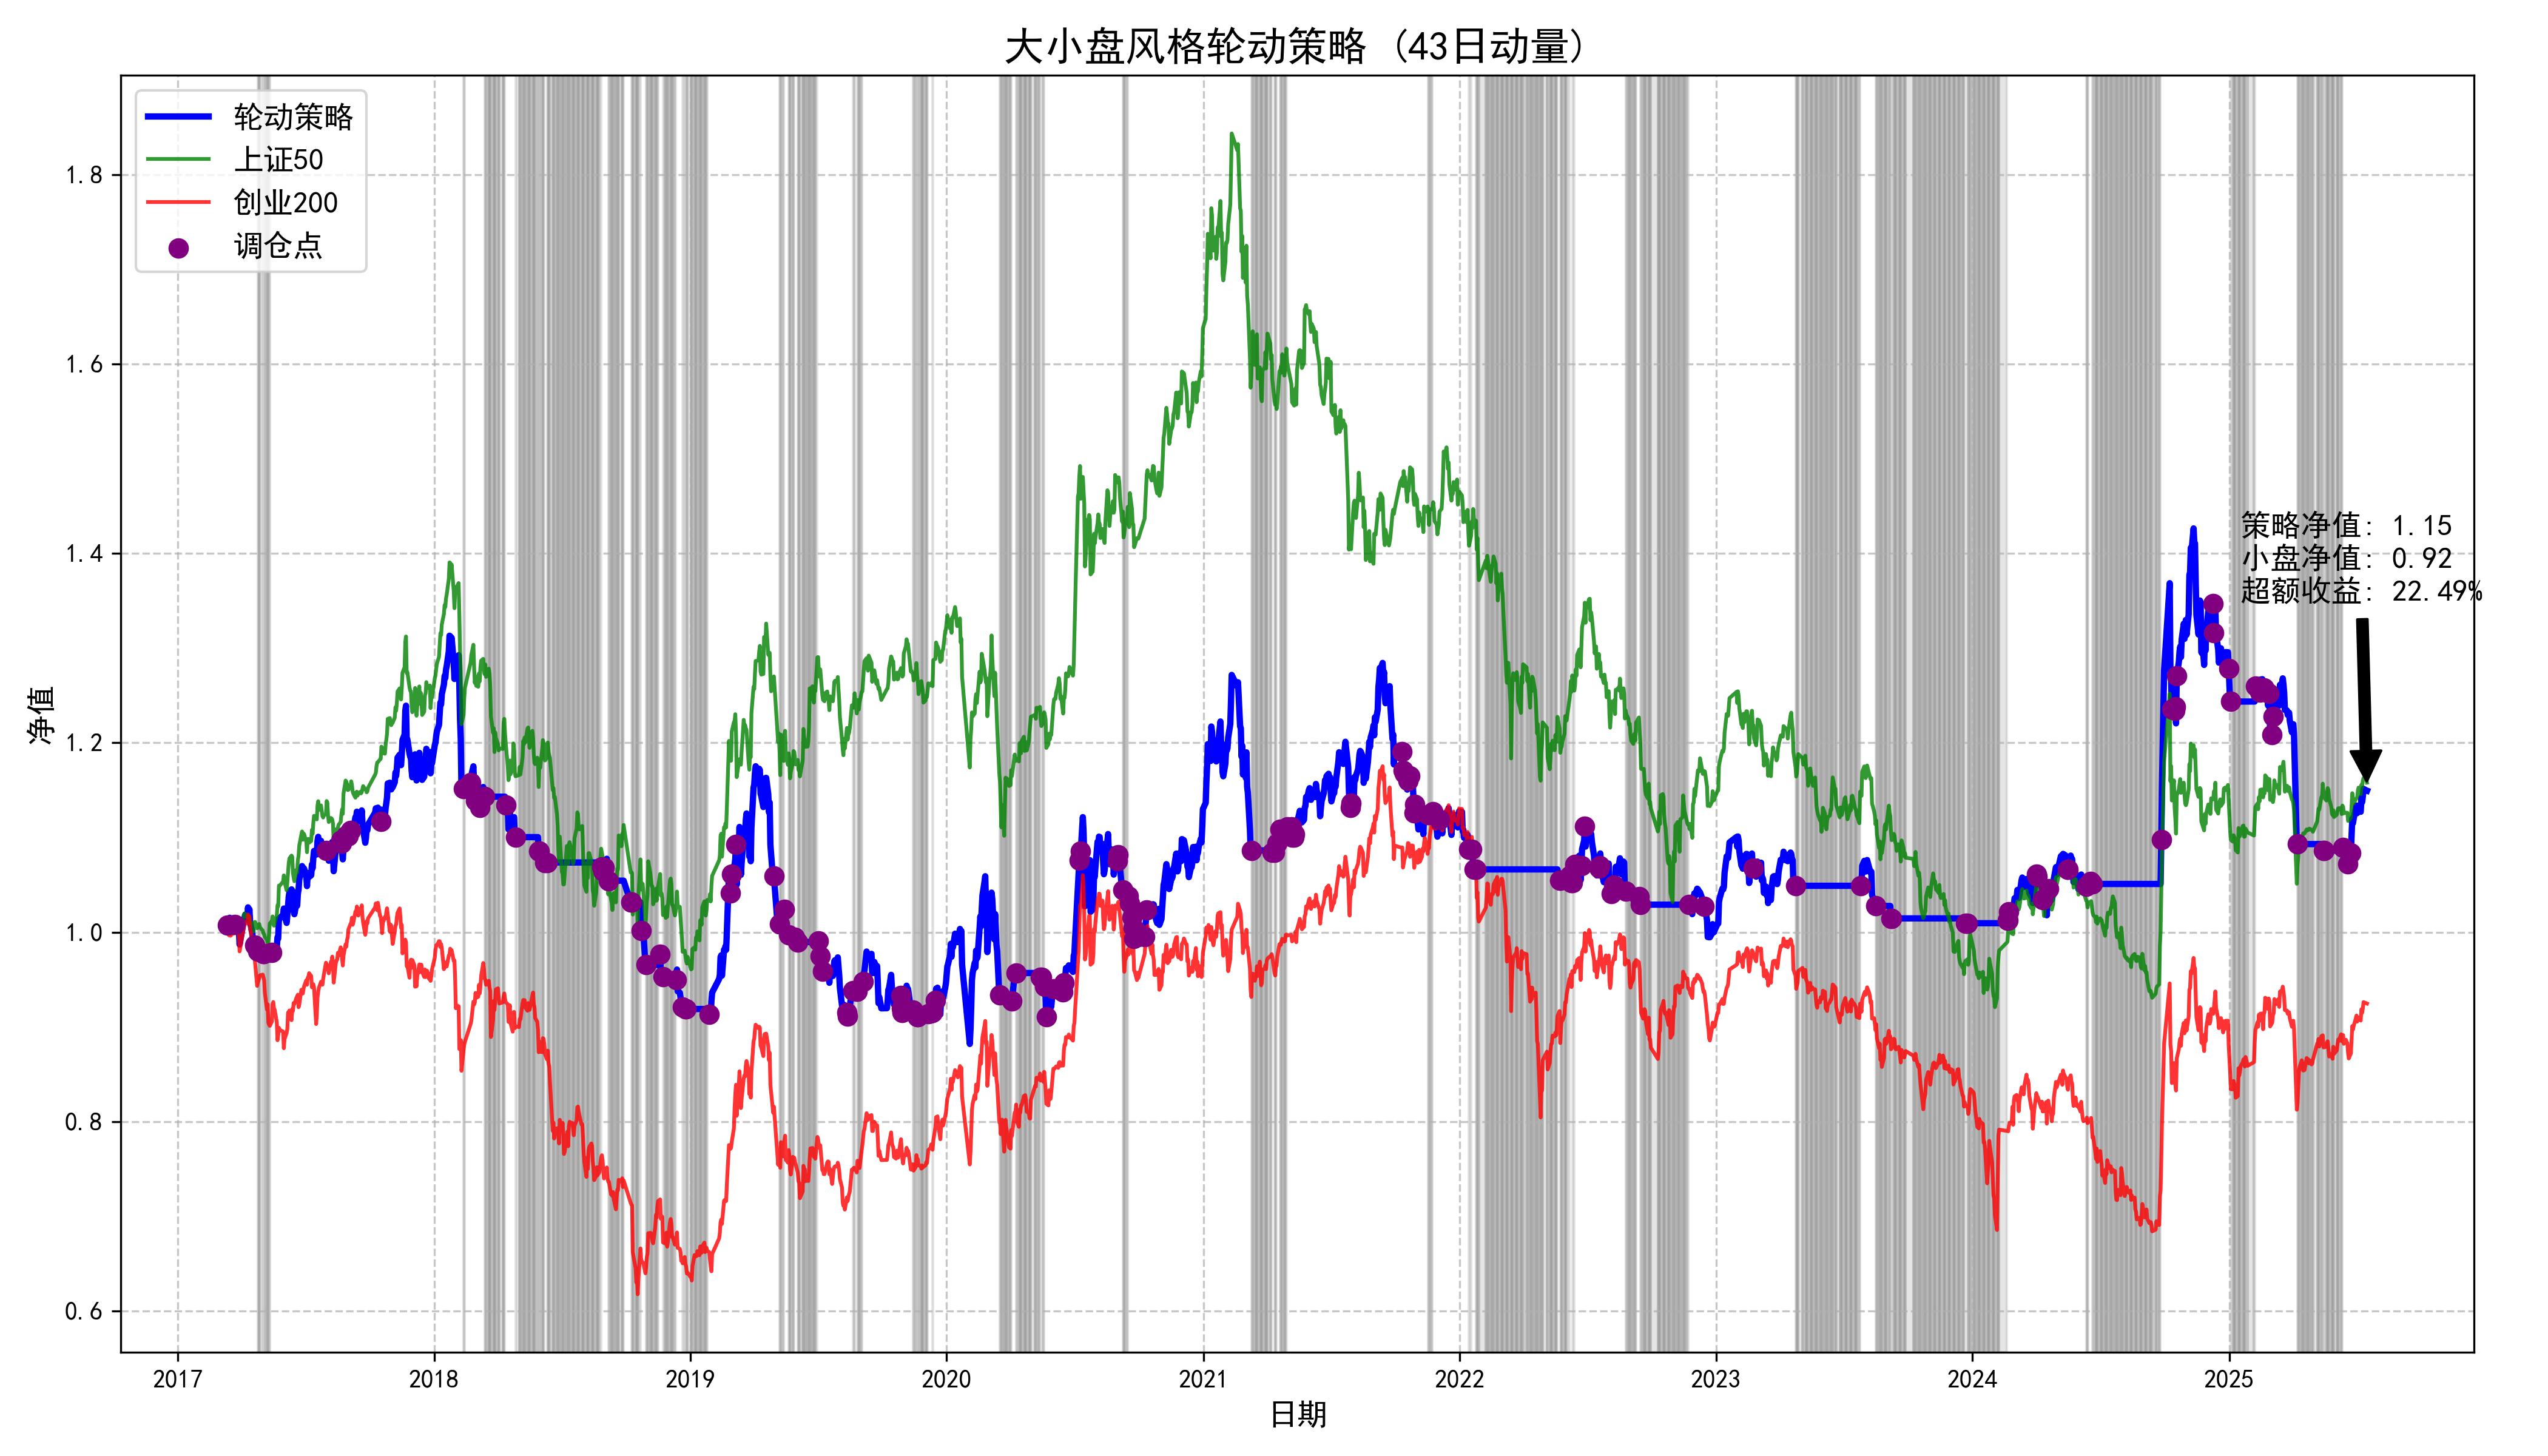 大小盘风格轮动策略 (43日动量)
轮动策略
上证50
创业200
调仓点
净值
1.8
1.6
1.4
1.2
1.0
0.8
0.6
策略净值: 1.15
小盘净值: 0.92
超额收益: 22.49%
2017
2018
2019
2020
2021
2022
2023
2024
2025
日期